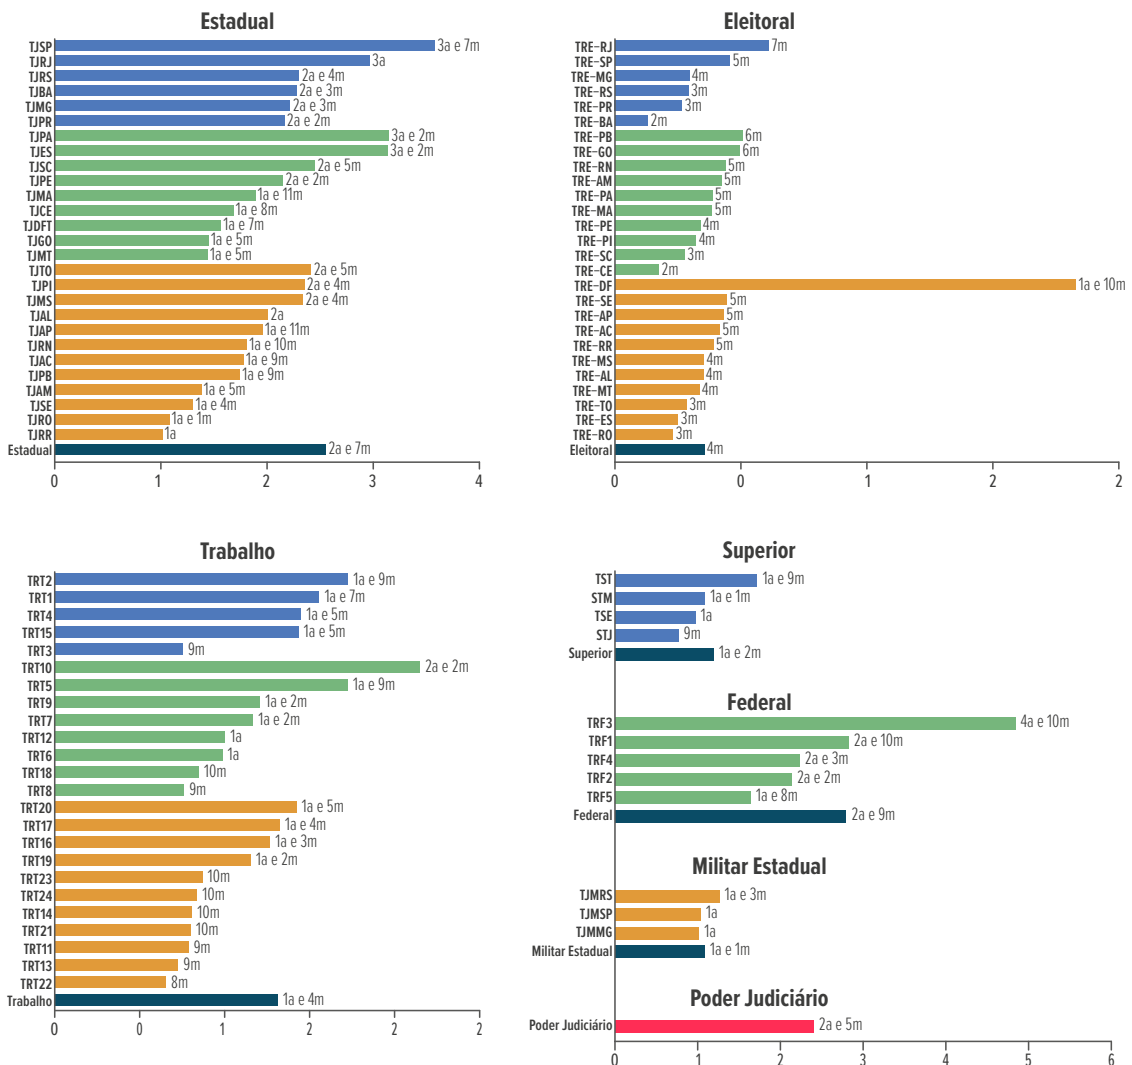 Estadual
TJSP 3a e 7m
TJRJ 3a
TJRS 2a e 4m
TJBA 2a e 3m
TJMG 2a e 3m
TJPR 2a e 2m
TJPA 3a e 2m
TJES 3a e 2m
TJSC 2a e 5m
TJPE 2a e 2m
TJMA 1a e 11m
TJCE 1a e 8m
TJDFT 1a e 7m
TJGO 1a e 5m
TJMT 1a e 5m
TJTO 2a e 5m
TJPI 2a e 4m
TJMS 2a e 4m
TJAL 2a
TJAP 1a e 11m
TJRN 1a e 10m
TJAC 1a e 9m
TJPB 1a e 9m
TJAM 1a e 5m
TJSE 1a e 4m
TJRO 1a e 1m
TJRR 1a
Estadual 2a e 7m
0 1 2 3 4
Eleitoral
TRE-RJ 7m
TRE-SP 5m
TRE-MG 4m
TRE-RS 3m
TRE-PR 3m
TRE-BA 2m
TRE-PB 6m
TRE-GO 6m
TRE-RN 5m
TRE-AM 5m
TRE-PA 5m
TRE-MA 5m
TRE-PE 4m
TRE-PI 4m
TRE-SC 3m
TRE-CE 2m
TRE-DF 1a e 10m
TRE-SE 5m
TRE-AP 5m
TRE-AC 5m
TRE-RR 5m
TRE-MS 4m
TRE-AL 4m
TRE-MT 4m
TRE-TO 3m
TRE-ES 3m
TRE-RO 3m
Eleitoral 4m
0 0 1 2 2
Trabalho
TRT2 1a e 9m
TRT1 1a e 7m
TRT4 1a e 5m
TRT15 1a e 5m
TRT3 9m
TRT10 2a e 2m
TRT5 1a e 9m
TRT9 1a e 2m
TRT7 1a e 2m
TRT12 1a
TRT6 1a
TRT18 10m
TRT8 9m
TRT20 1a e 5m
TRT17 1a e 4m
TRT16 1a e 3m
TRT19 1a e 2m
TRT23 10m
TRT24 10m
TRT14 10m
TRT21 10m
TRT11 9m
TRT13 9m
TRT22 8m
Trabalho 1a e 4m
0 0 1 2 2 2
Superior
TST 1a e 9m
STM 1a e 1m
TSE 1a
STJ 9m
Superior 1a e 2m
Federal
TRF3 4a e 10m
TRF1 2a e 10m
TRF4 2a e 3m
TRF2 2a e 2m
TRF5 1a e 8m
Federal 2a e 9m
Militar Estadual
TJMRS 1a e 3m
TJMSP 1a
TJMMG 1a
Militar Estadual 1a e 1m
Poder Judiciário
Poder Judiciário 2a e 5m
0 1 2 3 4 5 6